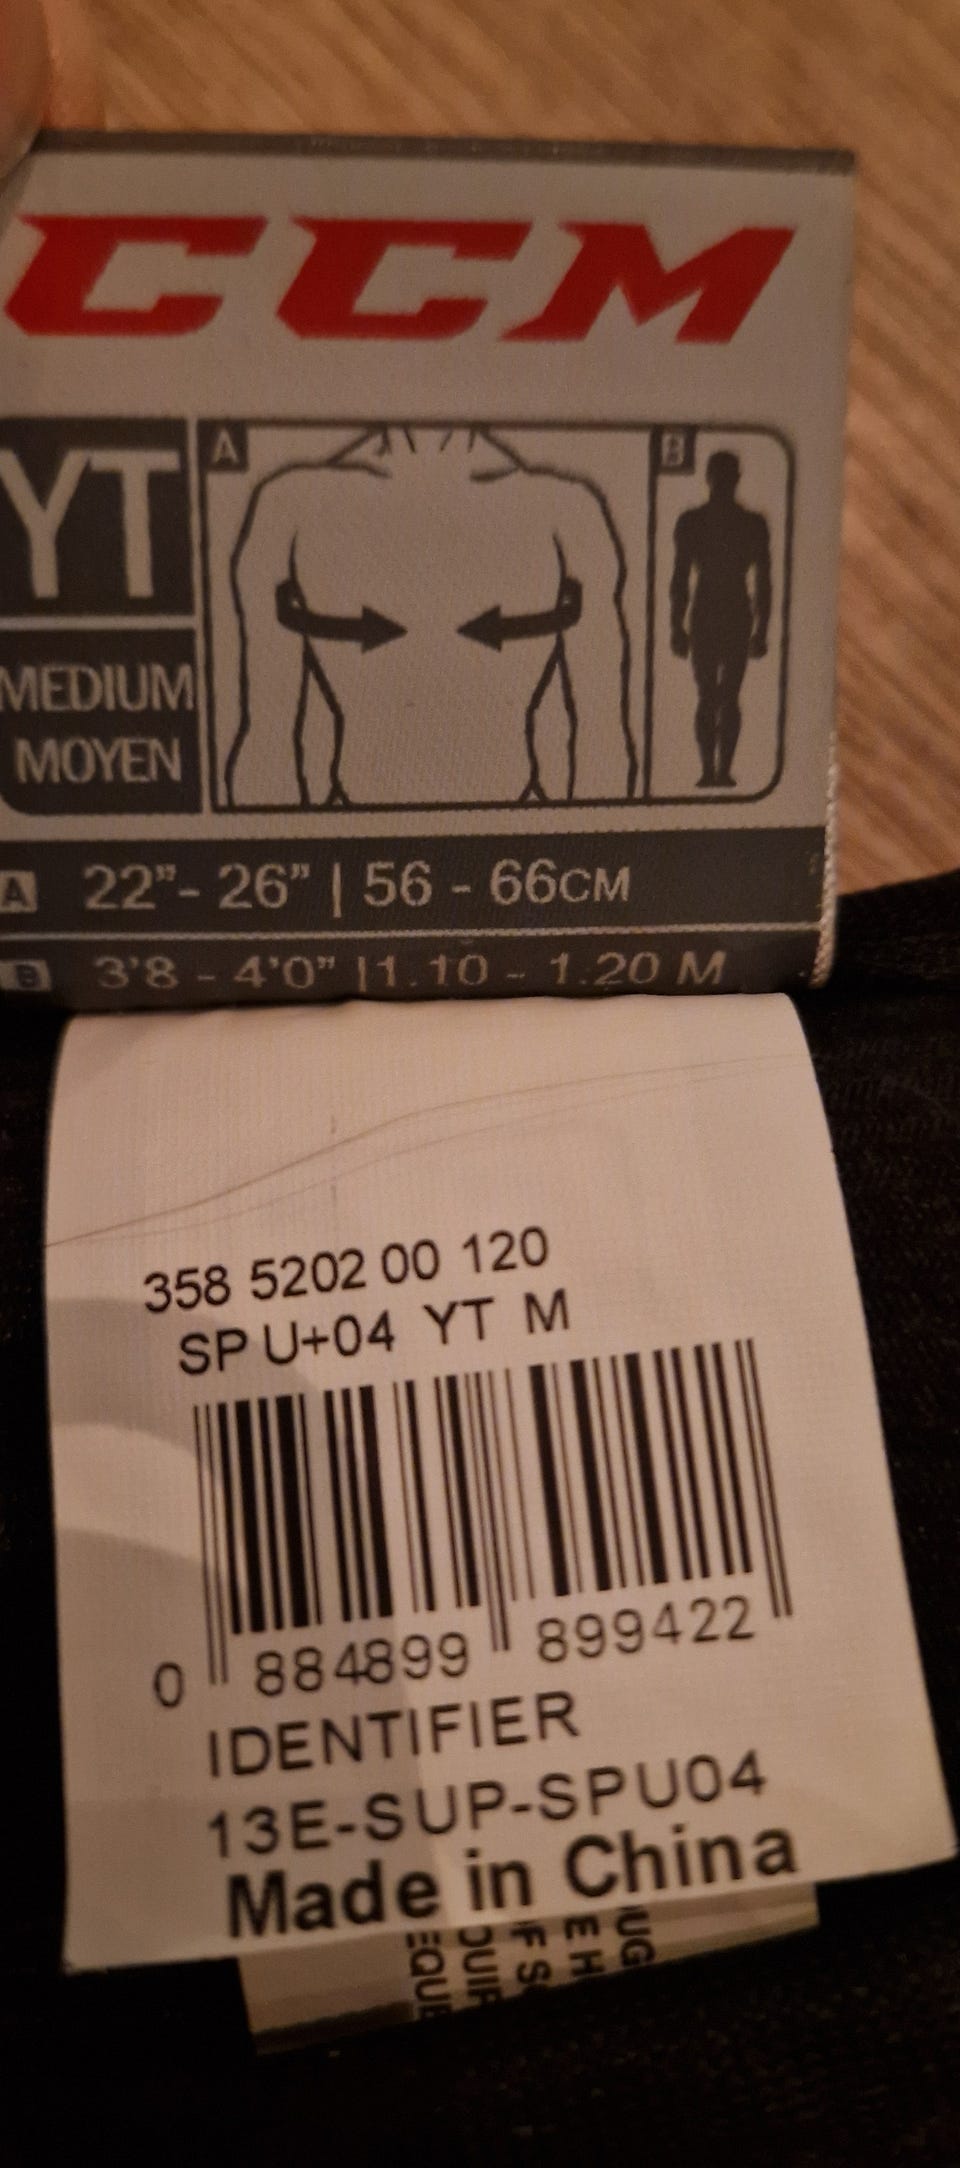 CCM
YT
MEDIUM
MOYEN
A
B
A 22"- 26" | 56 - 66CM
B 3'8 - 4'0" | 1.10 - 1.20 M
358 5202 00 120
SP U+04 YT M
0 884899 899422
IDENTIFIER
13E-SUP-SPU04
Made in China